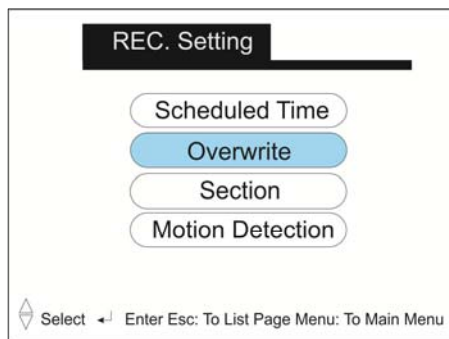 REC. Setting
Scheduled Time
Overwrite
Section
Motion Detection
Select Enter Esc: To List Page Menu: To Main Menu